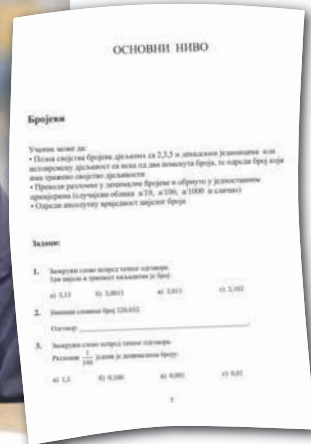 ОСНОВНИ НИВО
Бројеви
Ученик може да:
• Позна својства бројева дјељивих са 2,3,5 и декадским јединицама или
истовремену дјељивост са нека од два поменута броја, те одреди број који
има тражено својство дјељивости
• Преводи разломке у децималне бројеве и обрнуто у једноставним
примјерима (случајеви облика a/10, a/100, a/1000 и слично)
• Одреди апсолутну вриједност цијелог броја
Задаци:
1. Заокружи слово испред тачног одговора.
Три цијела и тринаест хиљадитих је број:
а) 3,13 б) 3,0013 в) 3,013 г) 3,103
2. Напиши словима број 320,032.
Одговор:
3. Заокружи слово испред тачног одговора.
Разломак 1/100 једнак је децималном броју:
а) 1,1 б) 0,100 в) 0,001 г) 0,01